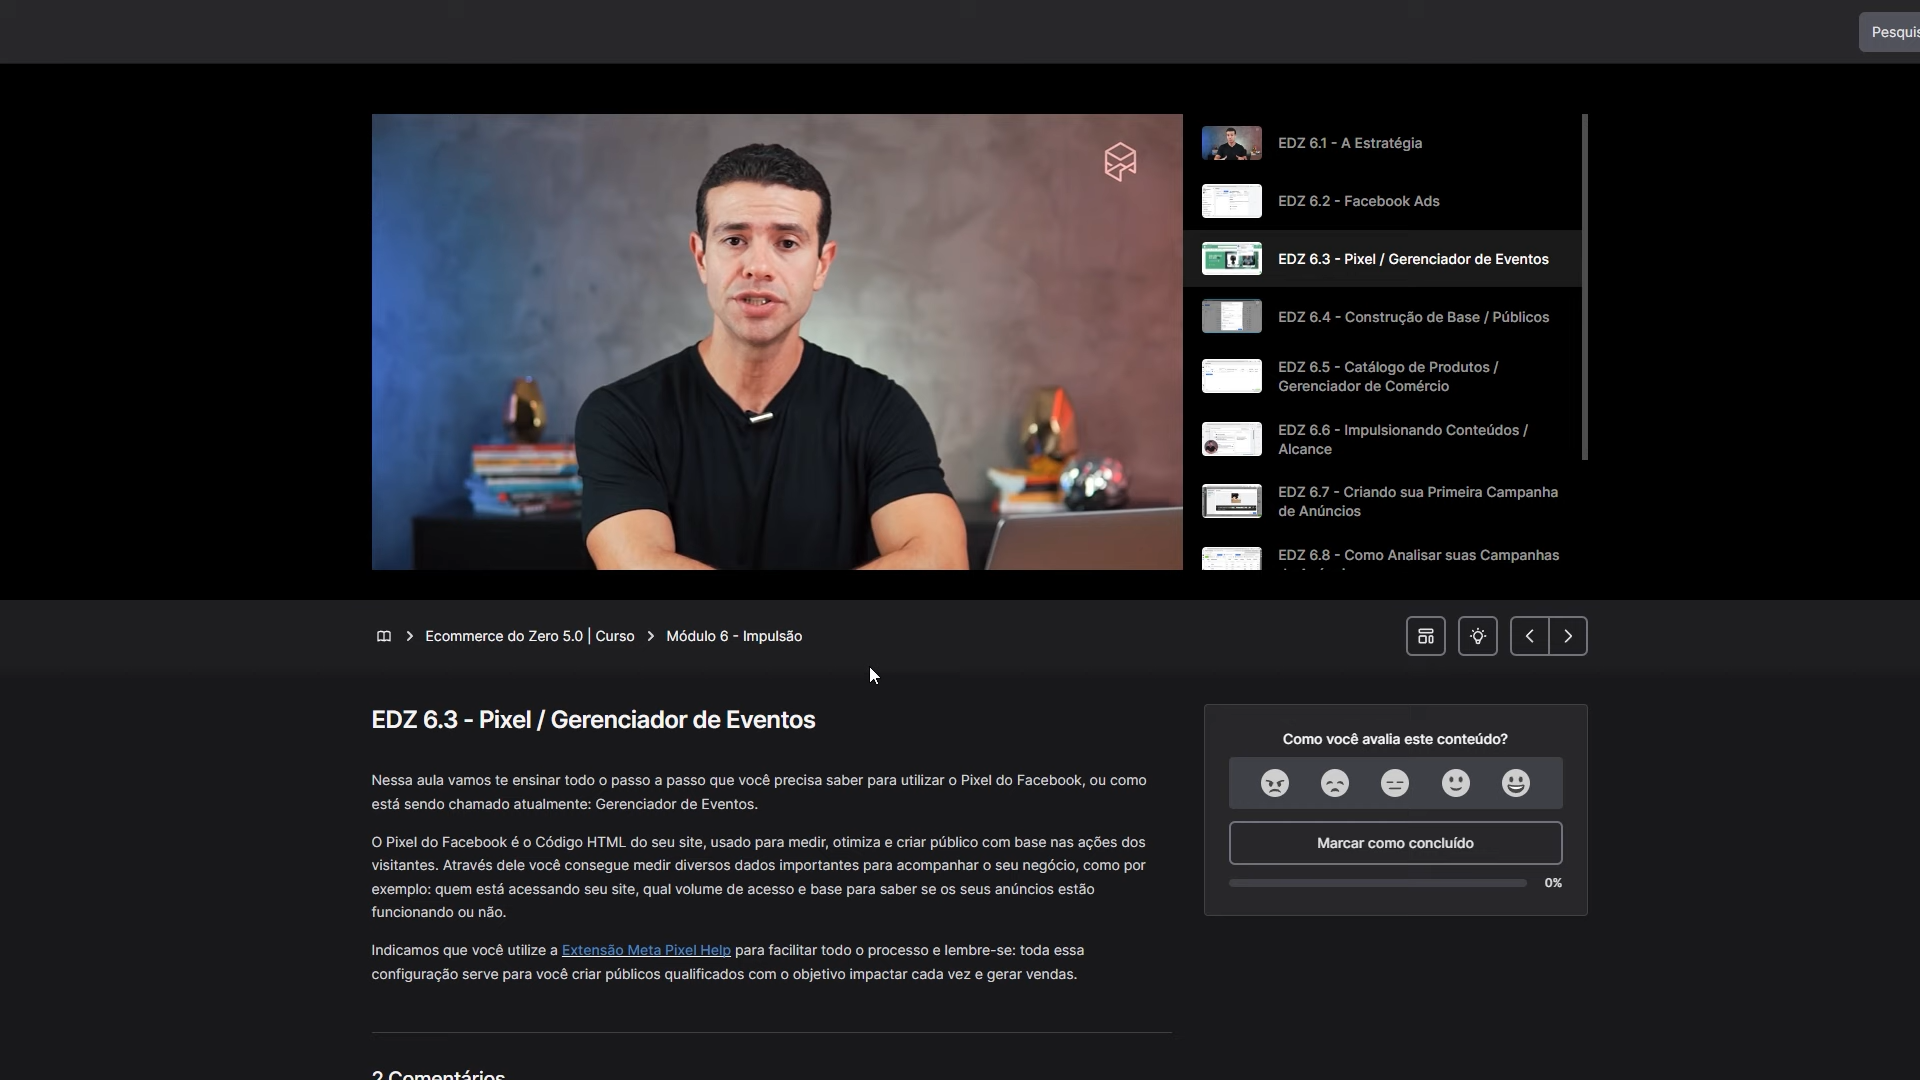 Pesquis
EDZ 6.1 - A Estratégia
EDZ 6.2 - Facebook Ads
EDZ 6.3 - Pixel / Gerenciador de Eventos
EDZ 6.4 - Construção de Base / Públicos
EDZ 6.5 - Catálogo de Produtos /
Gerenciador de Comércio
EDZ 6.6 - Impulsionando Conteúdos /
Alcance
EDZ 6.7 - Criando sua Primeira Campanha
de Anúncios
EDZ 6.8 - Como Analisar suas Campanhas
Ecommerce do Zero 5.0 | Curso > Módulo 6 - Impulsão
EDZ 6.3 - Pixel / Gerenciador de Eventos
Nessa aula vamos te ensinar todo o passo a passo que você precisa saber para utilizar o Pixel do Facebook, ou como
está sendo chamado atualmente: Gerenciador de Eventos.
O Pixel do Facebook é o Código HTML do seu site, usado para medir, otimiza e criar público com base nas ações dos
visitantes. Através dele você consegue medir diversos dados importantes para acompanhar o seu negócio, como por
exemplo: quem está acessando seu site, qual volume de acesso e base para saber se os seus anúncios estão
funcionando ou não.
Indicamos que você utilize a Extensão Meta Pixel Help para facilitar todo o processo e lembre-se: toda essa
configuração serve para você criar públicos qualificados com o objetivo impactar cada vez e gerar vendas.
Como você avalia este conteúdo?
Marcar como concluído
0%
2 Comentários